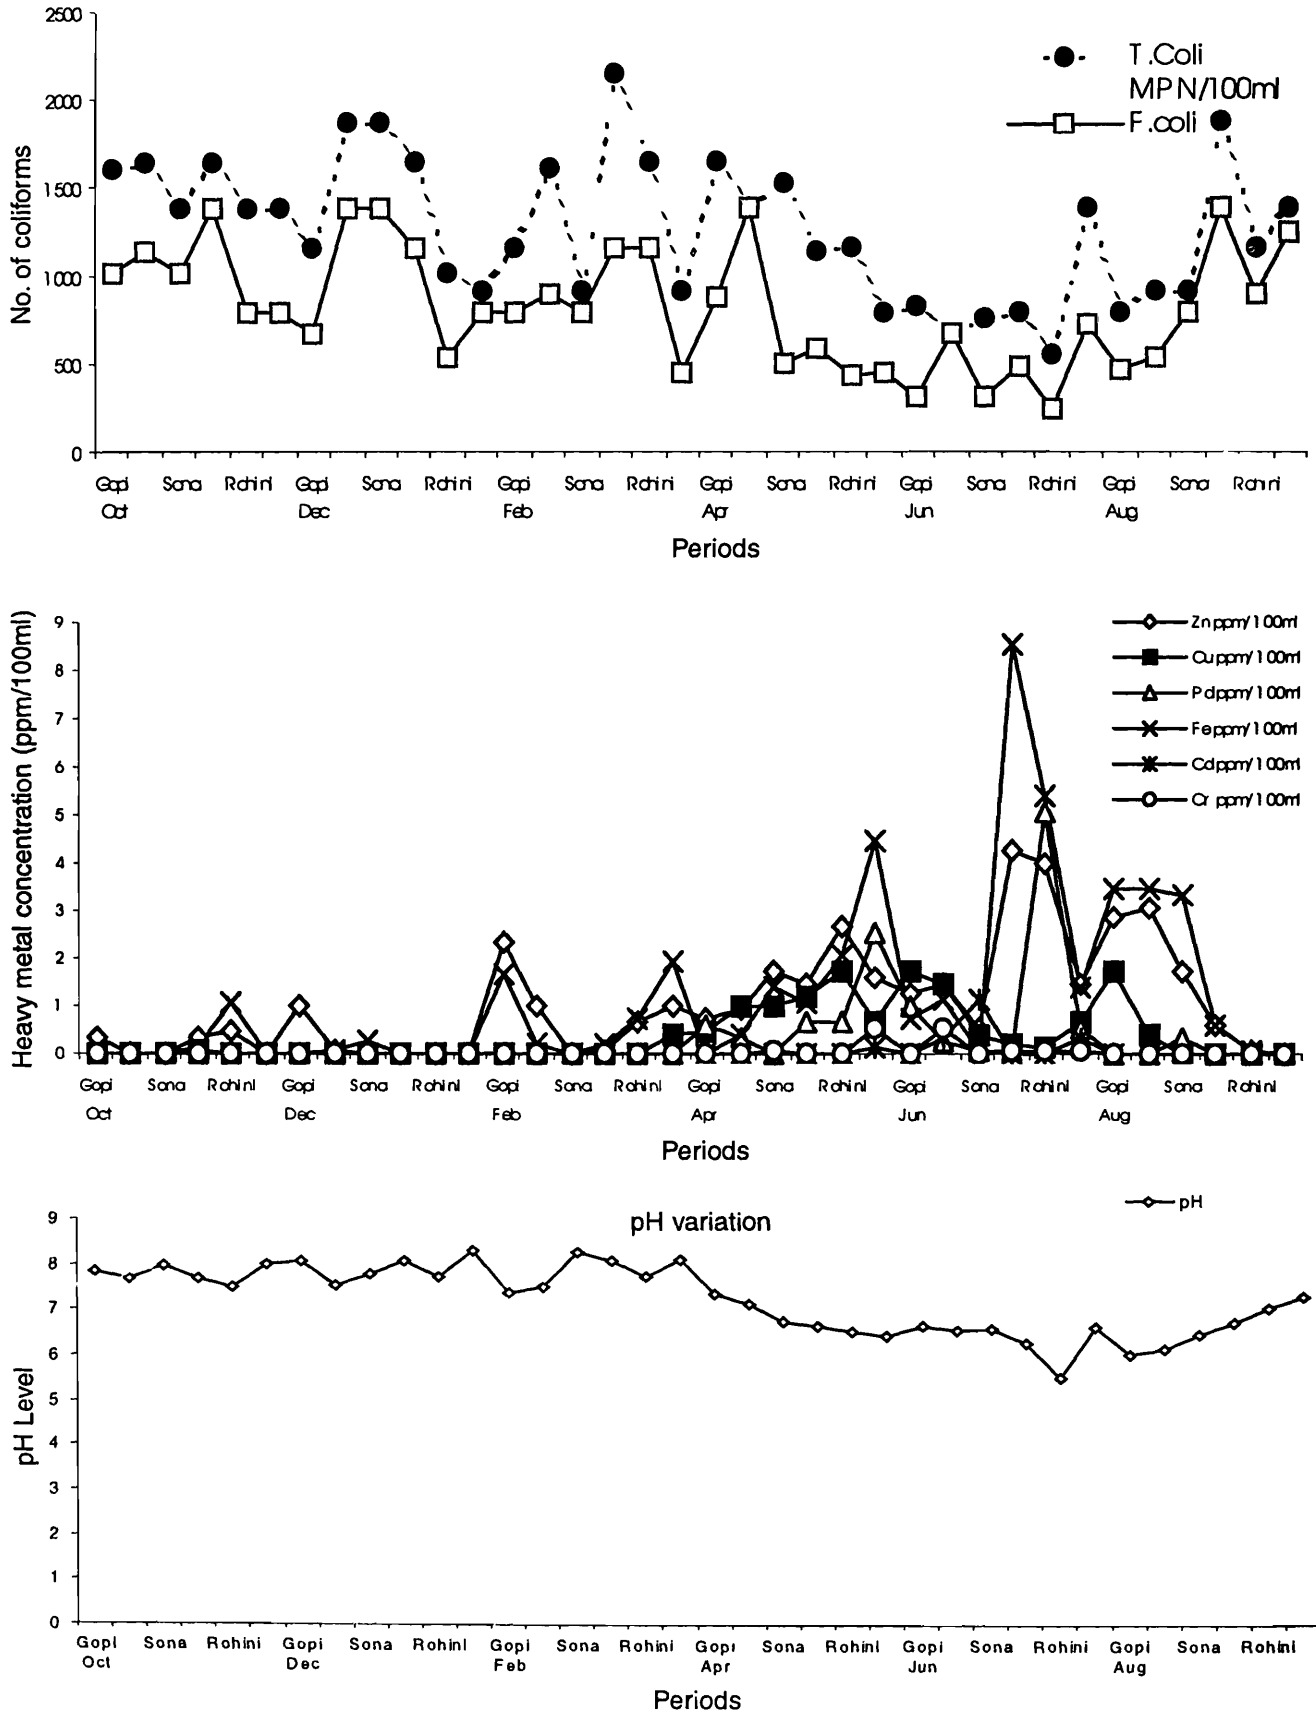 2500
T.Coli
MPN/100ml
F.coli
2000
1500
1000
500
0
No. of coliforms
Gopi Sona Rohini Gopi Sona Rohini Gopi Sona Rohini Gopi Sona Rohini Gopi Sona Rohini Gopi Sona Rohini
Oct Dec Feb Apr Jun Aug
Periods
9
8
7
6
5
4
3
2
1
0
Heavy metal concentration (ppm/100ml)
Zn ppm/100ml
Cu ppm/100ml
Pd ppm/100ml
Fe ppm/100ml
Cd ppm/100ml
Cr ppm/100ml
Gopi Sona Rohini Gopi Sona Rohini Gopi Sona Rohini Gopi Sona Rohini Gopi Sona Rohini Gopi Sona Rohini
Oct Dec Feb Apr Jun Aug
Periods
pH variation
pH
9
8
7
6
5
4
3
2
1
0
pH Level
Gopi Sona Rohini Gopi Sona Rohini Gopi Sona Rohini Gopi Sona Rohini Gopi Sona Rohini Gopi Sona Rohini
Oct Dec Feb Apr Jun Aug
Periods